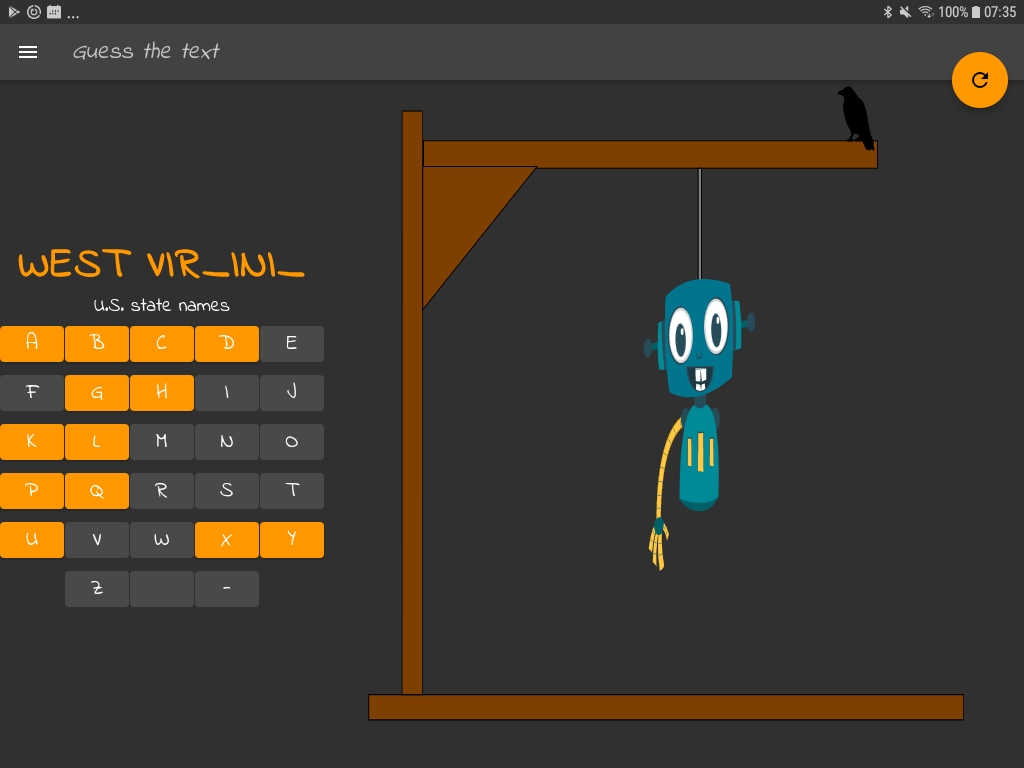 100% 07:35
Guess the text
WEST VIR_INI_
U.S. state names
A B C D E
F G H I J
K L M N O
P Q R S T
U V W X Y
Z -